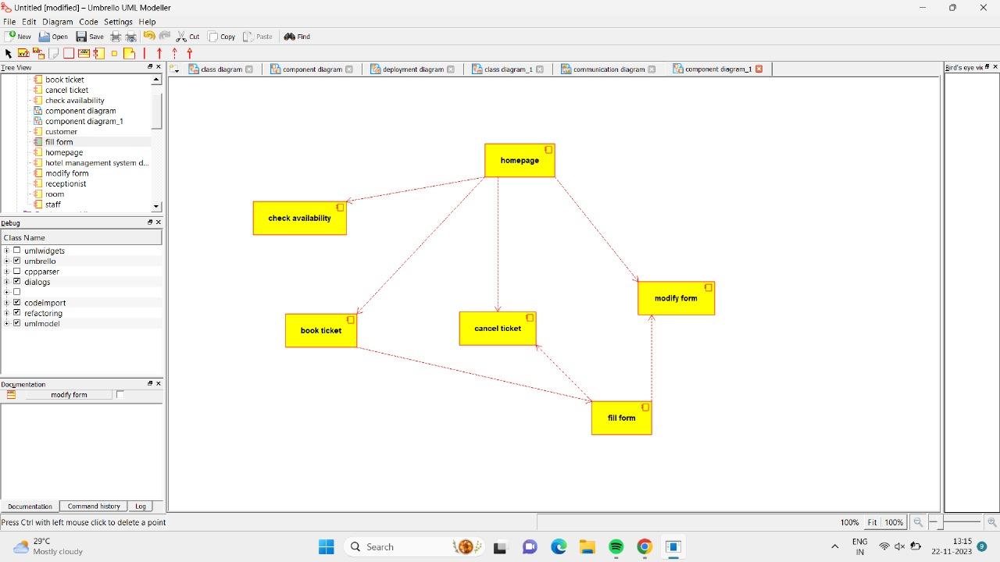 Untitled [modified] – Umbrello UML Modeller
File Edit Diagram Code Settings Help
New Open Save Cut Copy Paste Find
Tree View
book ticket
cancel ticket
check availability
component diagram
component diagram_1
customer
fill form
homepage
hotel management system d...
modify form
receptionist
room
staff
Debug
Class Name
umlwidgets
umbrello
cppparser
dialogs
codeimport
refactoring
umlmodel
Documentation
modify form
Documentation Command history Log
class diagram component diagram deployment diagram class diagram_1 communication diagram component diagram_1
homepage
check availability
modify form
book ticket
cancel ticket
fill form
Bird's eye vie
Press Ctrl with left mouse click to delete a point
100% Fit 100%
29°C
Mostly cloudy
Search
ENG
IN
13:15
22-11-2023
9